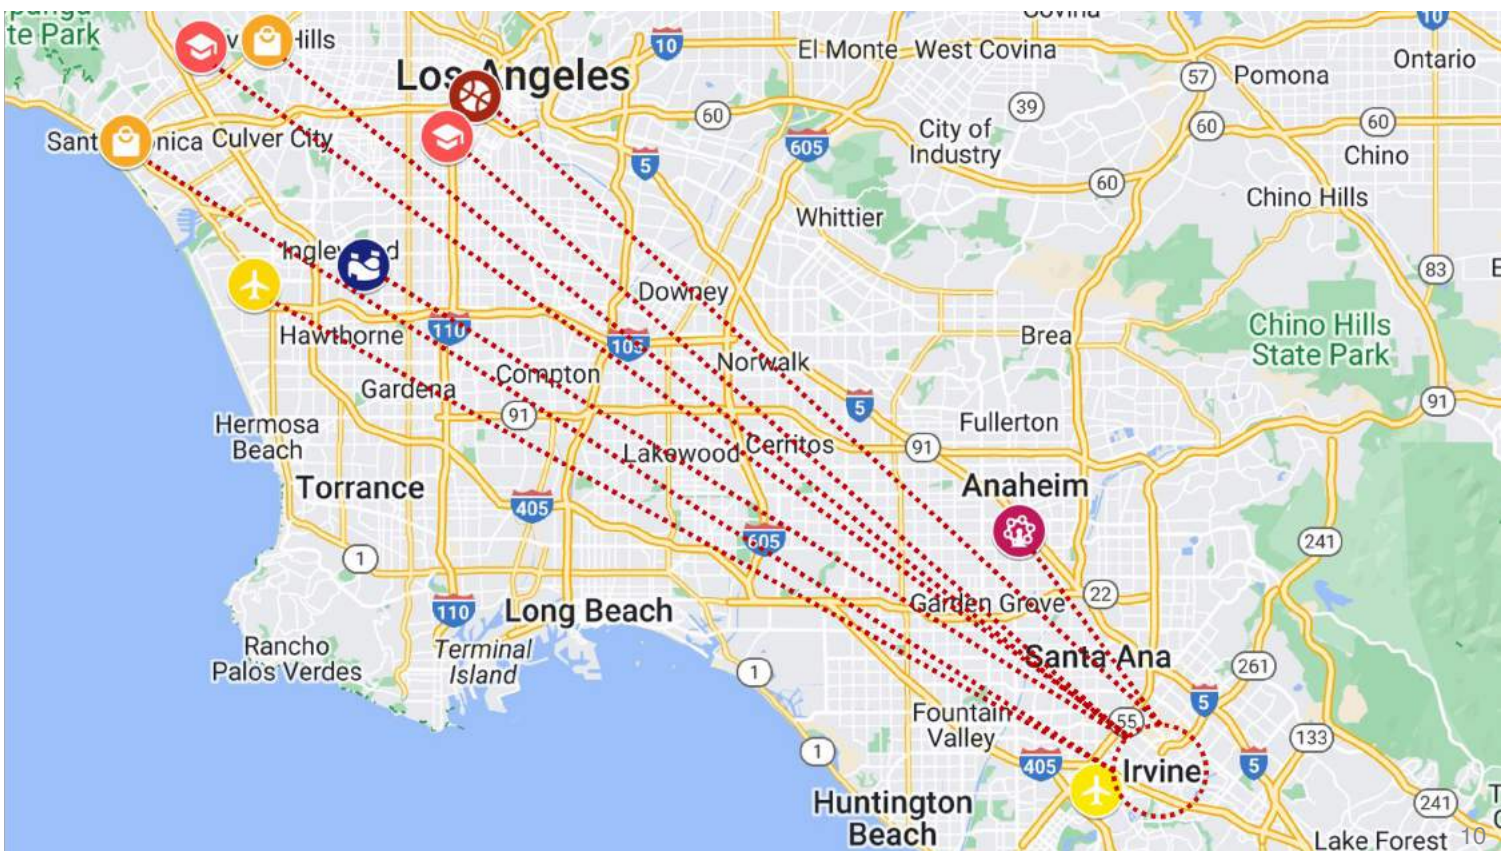 te Park
Hills
Los Angeles
10
El Monte
West Covina
10
Ontario
57
Pomona
39
60
60
60
Culver City
5
605
City of
Industry
Chino
60
Chino Hills
Whittier
83
Downey
Hawthorne
110
105
Chino Hills
State Park
Brea
Norwalk
Compton
Gardena
91
5
91
Hermosa
Beach
Fullerton
Lakewood
Cerritos
91
Torrance
405
Anaheim
605
241
1
110
Long Beach
Garden Grove
22
Rancho
Palos Verdes
Terminal
Island
Santa Ana
261
1
5
Fountain
Valley
55
133
1
405
Irvine
5
Huntington
Beach
241
Lake Forest
10